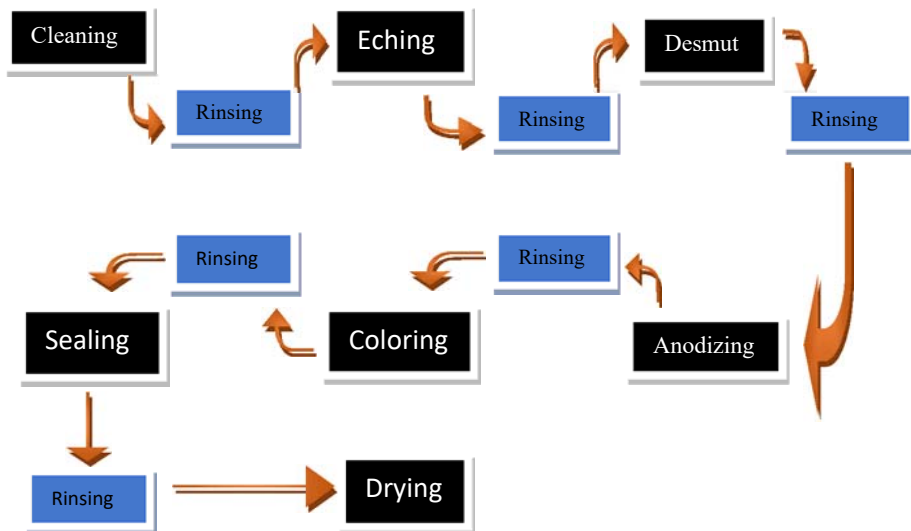 Cleaning
Rinsing
Eching
Rinsing
Desmut
Rinsing
Anodizing
Rinsing
Coloring
Rinsing
Sealing
Rinsing
Drying